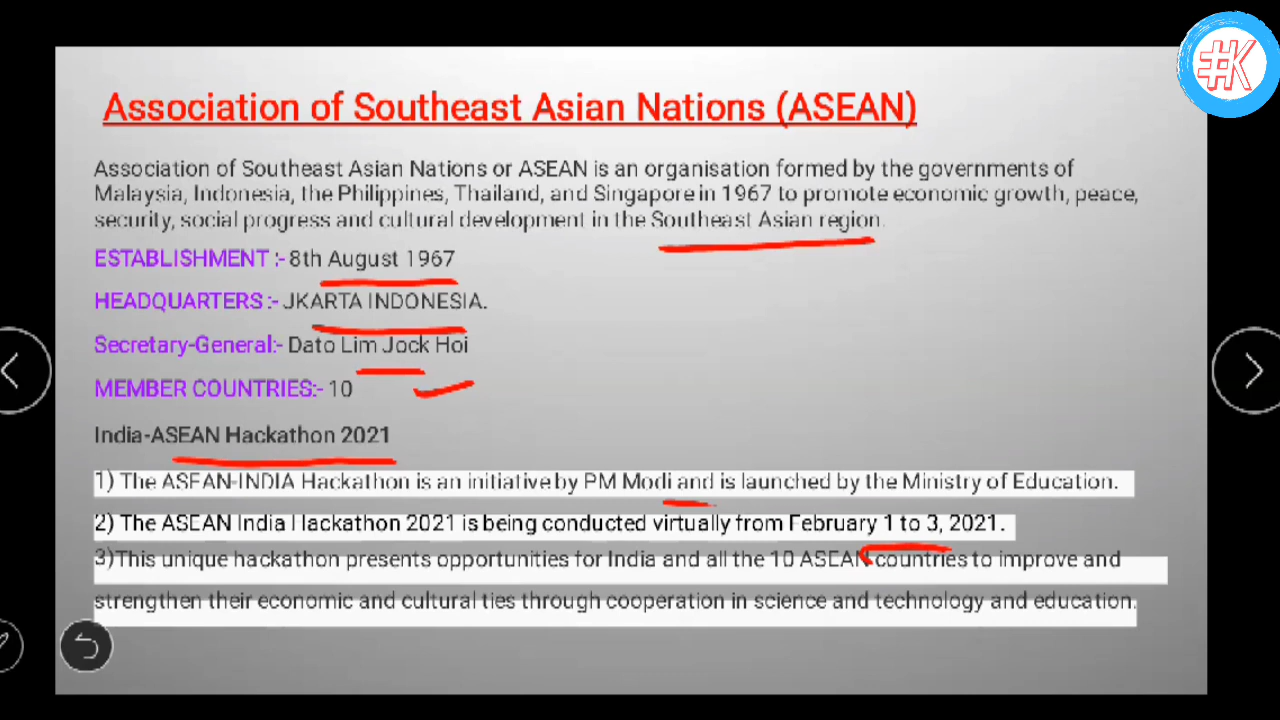 #K
Association of Southeast Asian Nations (ASEAN)
Association of Southeast Asian Nations or ASEAN is an organisation formed by the governments of
Malaysia, Indonesia, the Philippines, Thailand, and Singapore in 1967 to promote economic growth, peace,
security, social progress and cultural development in the Southeast Asian region.
ESTABLISHMENT :- 8th August 1967
HEADQUARTERS :- JKARTA INDONESIA.
Secretary-General:- Dato Lim Jock Hoi
MEMBER COUNTRIES:- 10
India-ASEAN Hackathon 2021
1) The ASEAN-INDIA Hackathon is an initiative by PM Modi and is launched by the Ministry of Education.
2) The ASEAN India Hackathon 2021 is being conducted virtually from February 1 to 3, 2021.
3)This unique hackathon presents opportunities for India and all the 10 ASEAN countries to improve and
strengthen their economic and cultural ties through cooperation in science and technology and education.